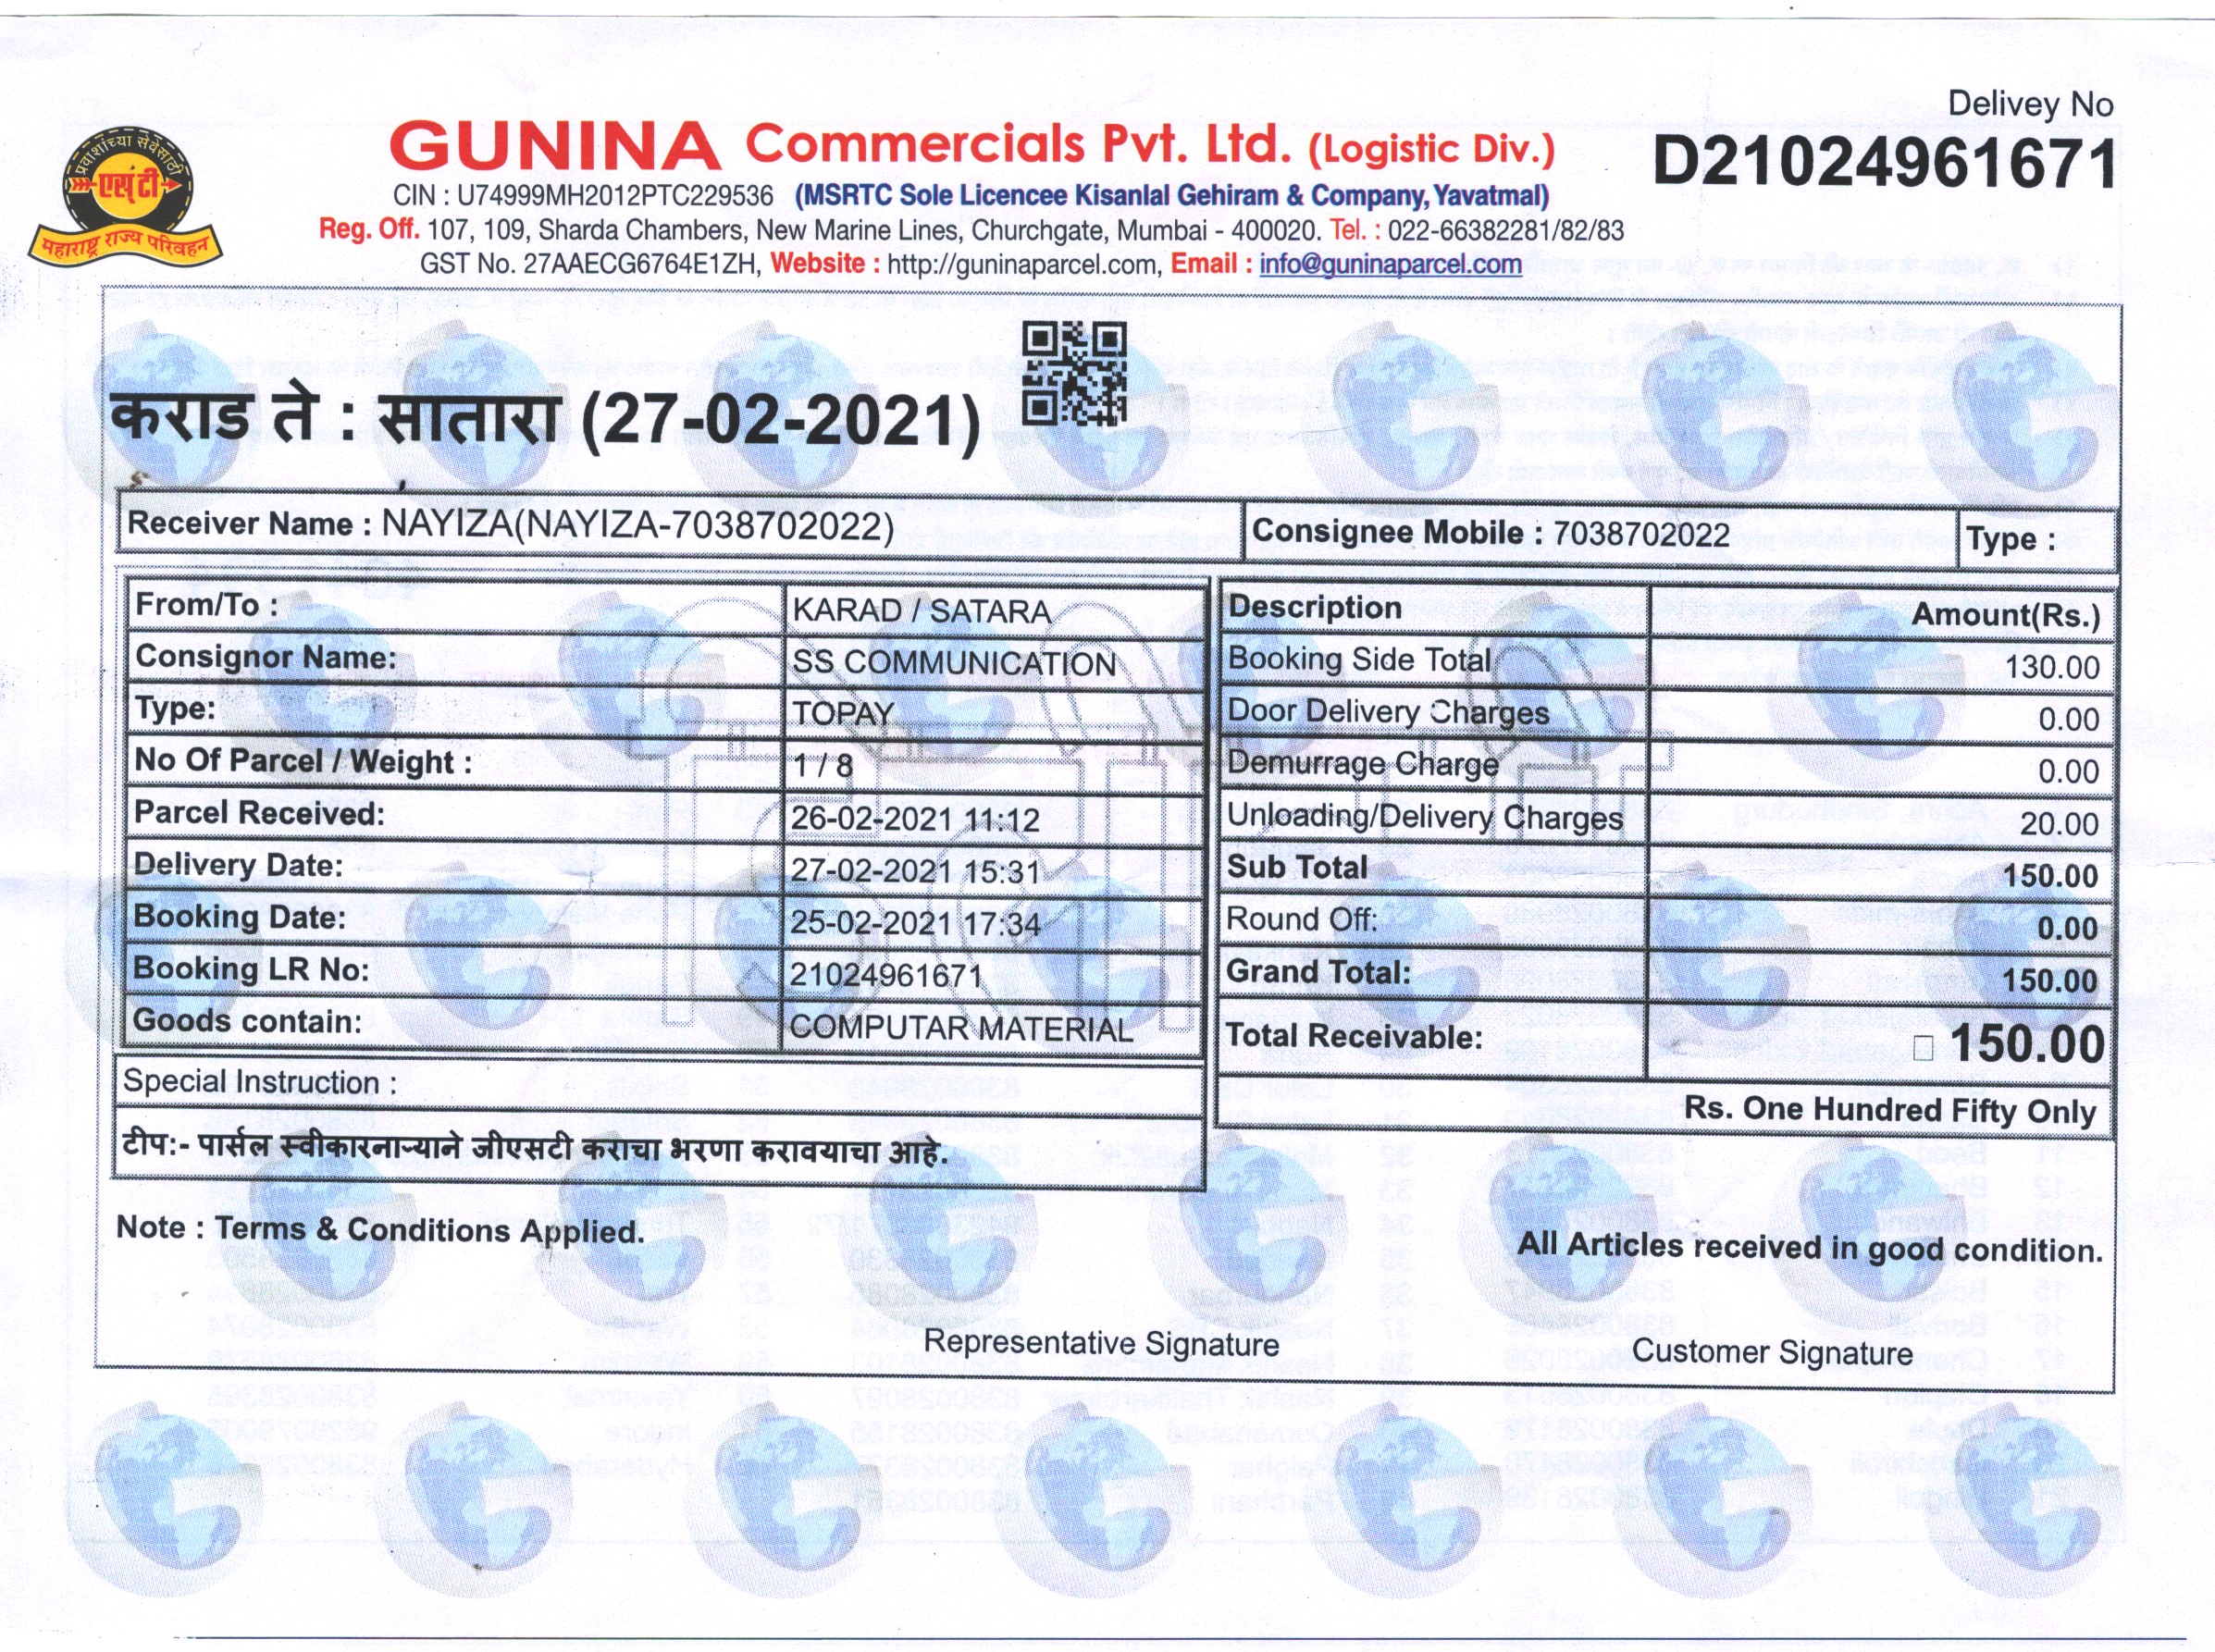 Delivey No
D21024961671
प्रवाशांच्या सेवेसाठी
एस्टी
महाराष्ट्र राज्य परिवहन
GUNINA Commercials Pvt. Ltd. (Logistic Div.)
CIN : U74999MH2012PTC229536 (MSRTC Sole Licencee Kisanlal Gehiram & Company, Yavatmal)
Reg. Off. 107, 109, Sharda Chambers, New Marine Lines, Churchgate, Mumbai - 400020. Tel. : 022-66382281/82/83
GST No. 27AAECG6764E1ZH, Website : http://guninaparcel.com, Email : info@guninaparcel.com
कराड ते : सातारा (27-02-2021)
Receiver Name : NAYIZA(NAYIZA-7038702022) Consignee Mobile : 7038702022 Type :
From/To : KARAD / SATARA
Consignor Name: SS COMMUNICATION
Type: TOPAY
No Of Parcel / Weight : 1 / 8
Parcel Received: 26-02-2021 11:12
Delivery Date: 27-02-2021 15:31
Booking Date: 25-02-2021 17:34
Booking LR No: 21024961671
Goods contain: COMPUTAR MATERIAL
Special Instruction :
टीप:- पार्सल स्वीकारनाऱ्याने जीएसटी कराचा भरणा करावयाचा आहे.
Description Amount(Rs.)
Booking Side Total 130.00
Door Delivery Charges 0.00
Demurrage Charge 0.00
Unloading/Delivery Charges 20.00
Sub Total 150.00
Round Off: 0.00
Grand Total: 150.00
Total Receivable: 150.00
Rs. One Hundred Fifty Only
Note : Terms & Conditions Applied.
All Articles received in good condition.
Representative Signature
Customer Signature